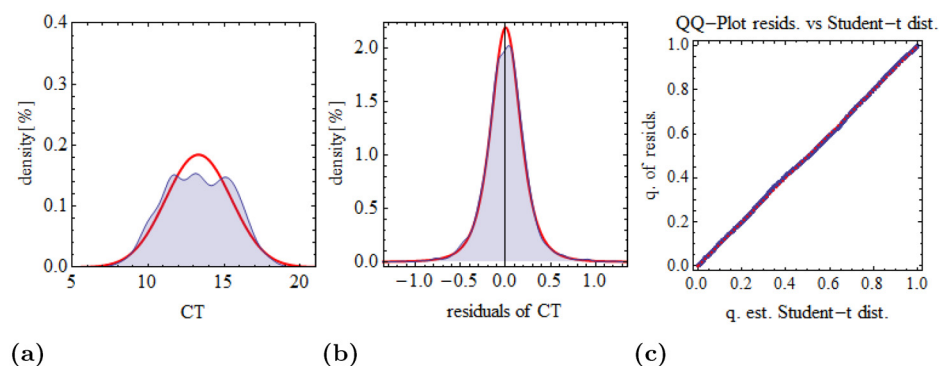 QQ-Plot resids. vs Student-t dist.
0.4
0.3
0.2
0.1
0.0
density[%]
5 10 15 20
CT
2.0
1.5
1.0
0.5
0.0
density[%]
-1.0 -0.5 0.0 0.5 1.0
residuals of CT
1.0
0.8
0.6
0.4
0.2
0.0
q. of resids.
0.0 0.2 0.4 0.6 0.8 1.0
q. est. Student-t dist.
(a) (b) (c)